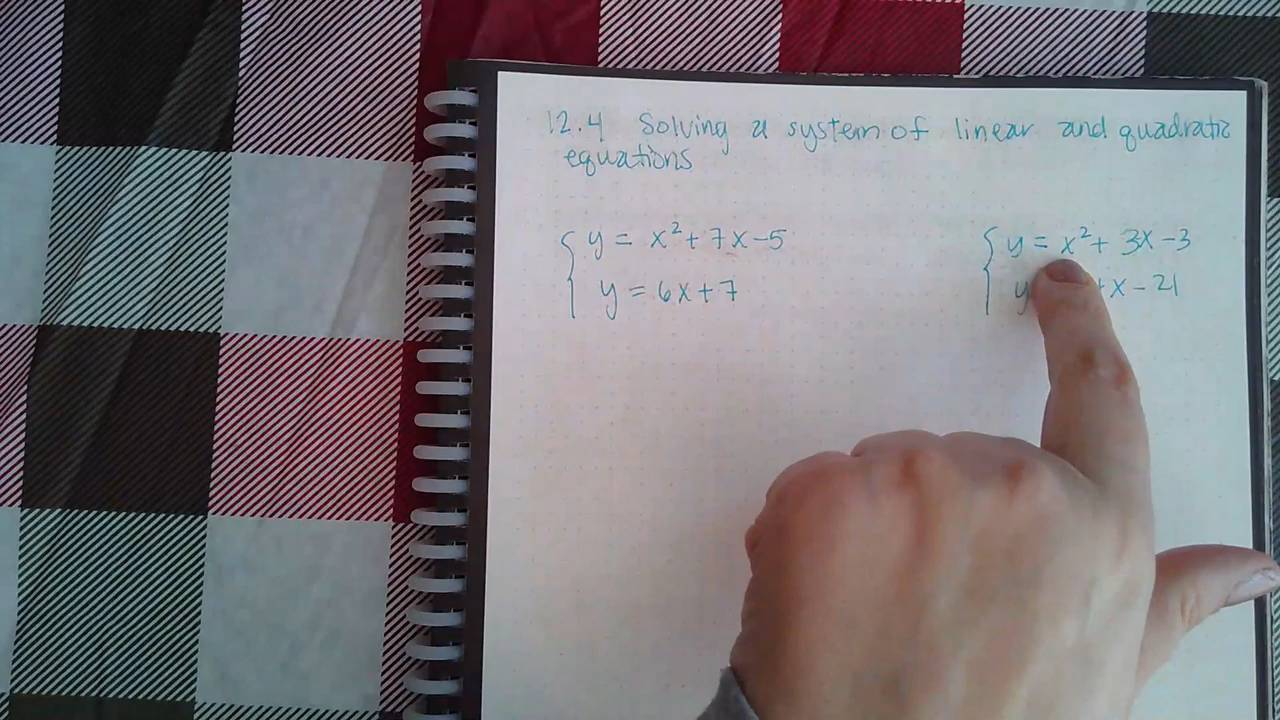 12.4 Solving a system of linear and quadratic
equations
y = x² + 7x - 5
y = 6x + 7
y = x² + 3x - 3
y +x - 21